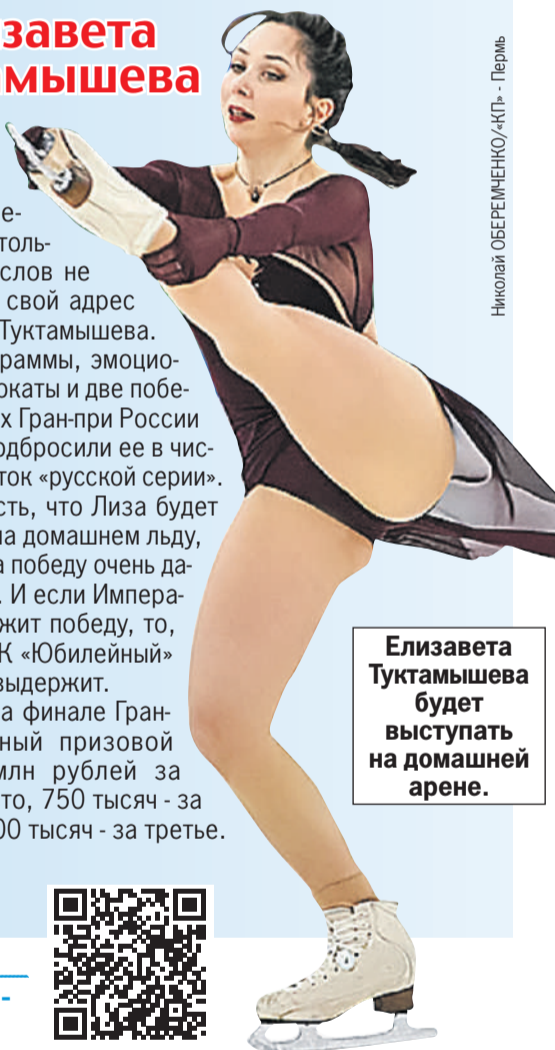 завета
амышева
Николай ОБЕРЕМЧЕНКО/«КП» - Пермь
е-
толь-
слов не
свой адрес
Туктамышева.
раммы, эмоцио-
окаты и две побе-
х Гран-при России
одбросили ее в чис-
ток «русской серии».
сть, что Лиза будет
на домашнем льду,
а победу очень да-
. И если Импера-
жит победу, то,
К «Юбилейный»
выдержит.
а финале Гран-
ный призовой
млн рублей за
то, 750 тысяч - за
00 тысяч - за третье.
Елизавета
Туктамышева
будет
выступать
на домашней
арене.